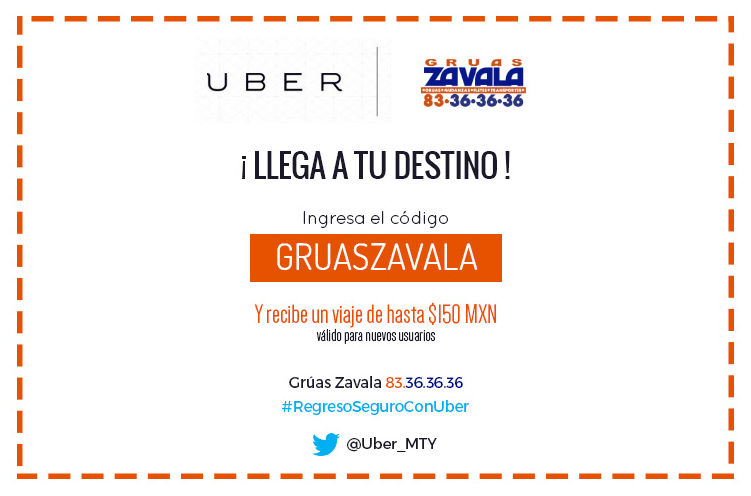 UBER
GRUAS
ZAVALA
83•36•36•36
¡ LLEGA A TU DESTINO !
Ingresa el código
GRUASZAVALA
Y recibe un viaje de hasta $150 MXN
válido para nuevos usuarios
Grúas Zavala 83.36.36.36
#RegresoSeguroConUber
@Uber_MTY